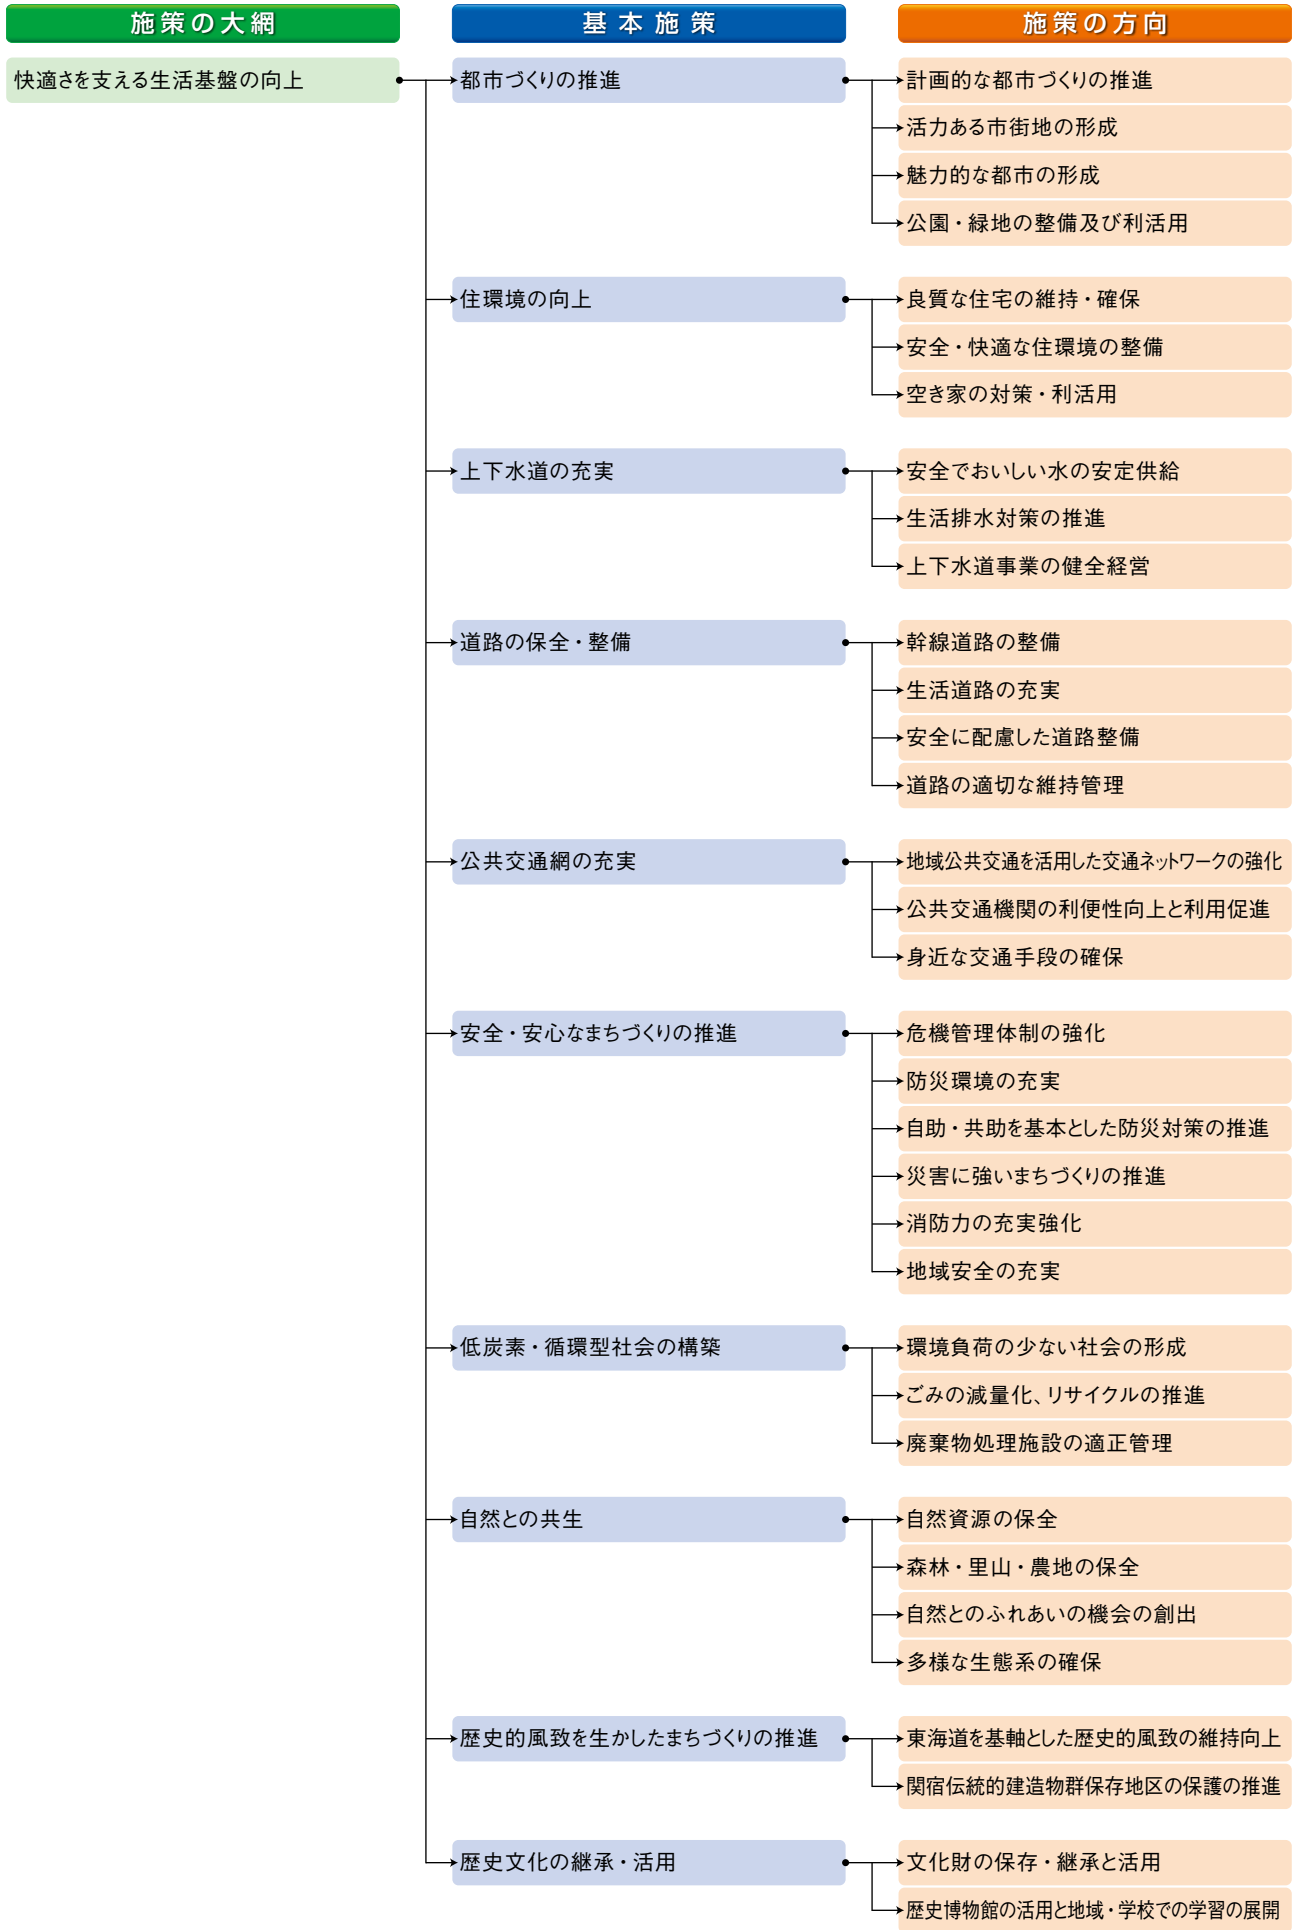 施策の大綱
基本施策
施策の方向
快適さを支える生活基盤の向上
都市づくりの推進
計画的な都市づくりの推進
活力ある市街地の形成
魅力的な都市の形成
公園・緑地の整備及び利活用
住環境の向上
良質な住宅の維持・確保
安全・快適な住環境の整備
空き家の対策・利活用
上下水道の充実
安全でおいしい水の安定供給
生活排水対策の推進
上下水道事業の健全経営
道路の保全・整備
幹線道路の整備
生活道路の充実
安全に配慮した道路整備
道路の適切な維持管理
公共交通網の充実
地域公共交通を活用した交通ネットワークの強化
公共交通機関の利便性向上と利用促進
身近な交通手段の確保
安全・安心なまちづくりの推進
危機管理体制の強化
防災環境の充実
自助・共助を基本とした防災対策の推進
災害に強いまちづくりの推進
消防力の充実強化
地域安全の充実
低炭素・循環型社会の構築
環境負荷の少ない社会の形成
ごみの減量化、リサイクルの推進
廃棄物処理施設の適正管理
自然との共生
自然資源の保全
森林・里山・農地の保全
自然とのふれあいの機会の創出
多様な生態系の確保
歴史的風致を生かしたまちづくりの推進
東海道を基軸とした歴史的風致の維持向上
関宿伝統的建造物群保存地区の保護の推進
歴史文化の継承・活用
文化財の保存・継承と活用
歴史博物館の活用と地域・学校での学習の展開